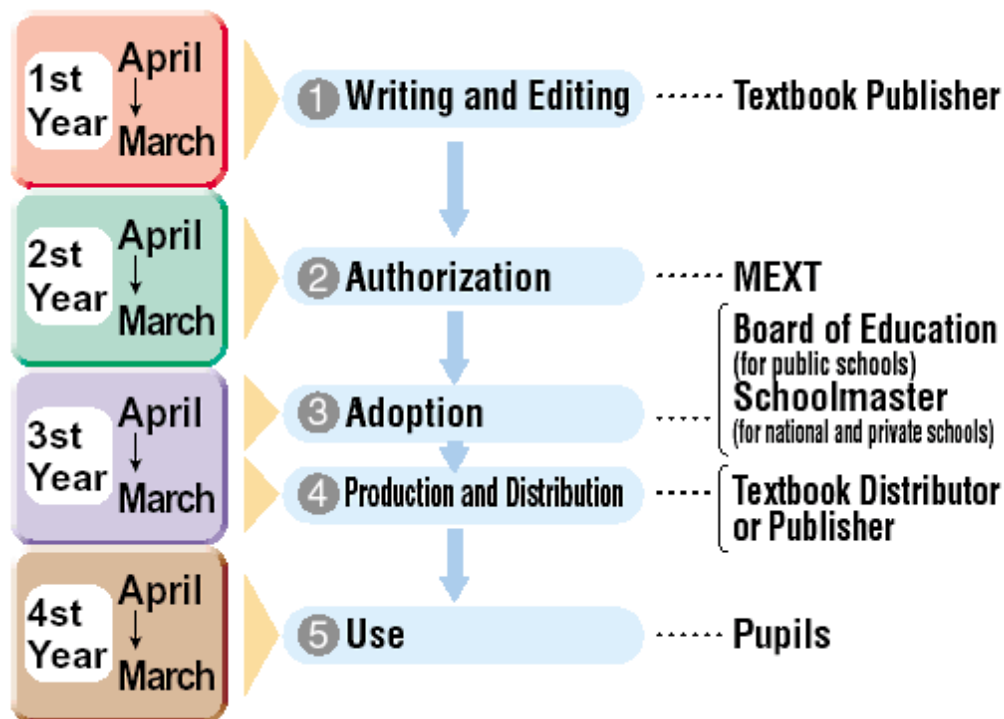 1st
Year
April
March
1 Writing and Editing
Textbook Publisher
2st
Year
April
March
2 Authorization
MEXT
Board of Education
(for public schools)
Schoolmaster
(for national and private schools)
3st
Year
April
March
3 Adoption
4 Production and Distribution
Textbook Distributor
or Publisher
4st
Year
April
March
5 Use
Pupils